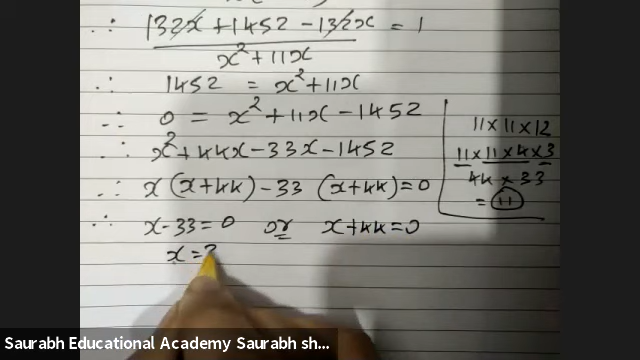 ∴ 132x + 1452 - 132x = 1
x² + 11x
∴ 1452 = x² + 11x
∴ 0 = x² + 11x - 1452
∴ x² + 44x - 33x - 1452
∴ x(x+44) - 33 (x+44) = 0
∴ x - 33 = 0 or x + 44 = 0
x = 3
11 x 11 x 12
11 x 11 x 4 x 3
44 x 33
= 11
Saurabh Educational Academy Saurabh sh...